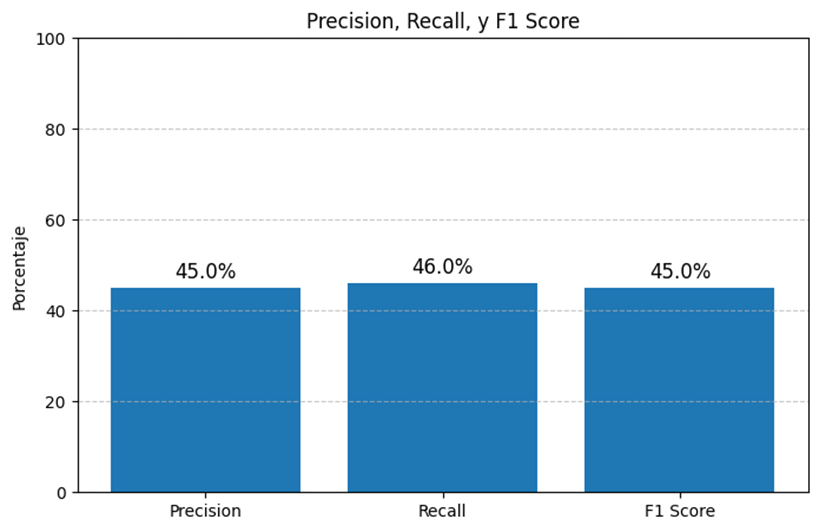 Precision, Recall, y F1 Score
100
80
60
40
20
0
Porcentaje
45.0%
46.0%
45.0%
Precision
Recall
F1 Score